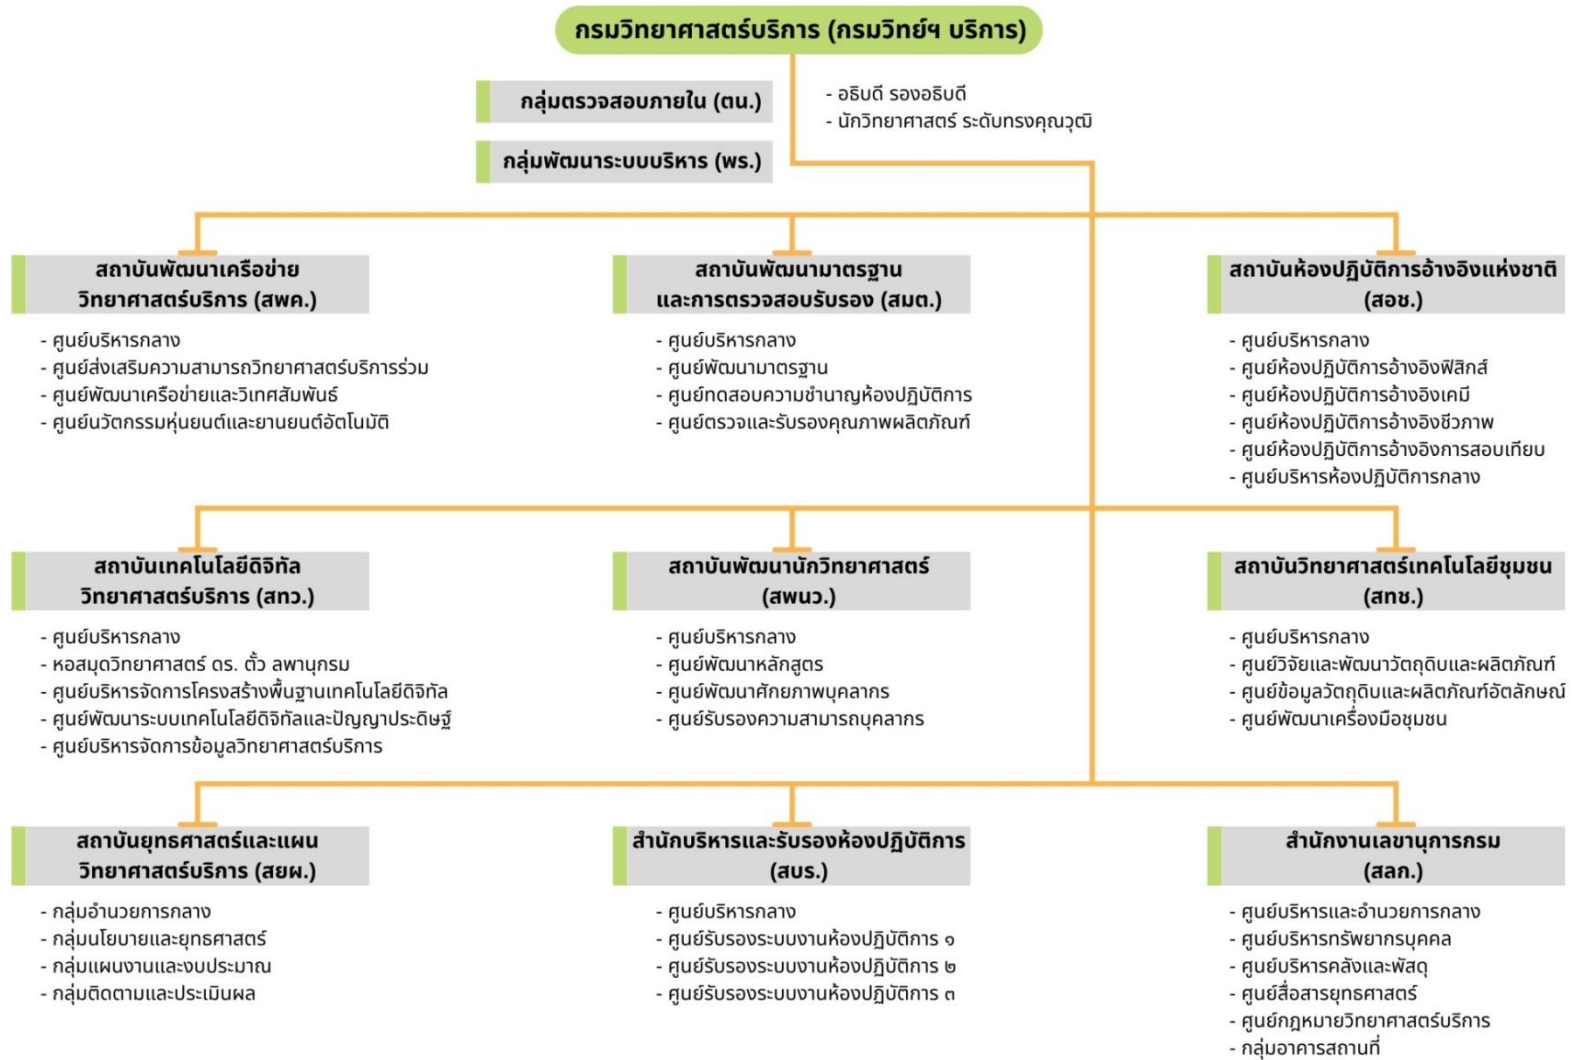 กรมวิทยาศาสตร์บริการ (กรมวิทย์ฯ บริการ)
กลุ่มตรวจสอบภายใน (ตน.)
- อธิบดี รองอธิบดี
- นักวิทยาศาสตร์ ระดับทรงคุณวุฒิ
กลุ่มพัฒนาระบบบริหาร (พร.)
สถาบันพัฒนาเครือข่าย
วิทยาศาสตร์บริการ (สพค.)
- ศูนย์บริหารกลาง
- ศูนย์ส่งเสริมความสามารถวิทยาศาสตร์บริการร่วม
- ศูนย์พัฒนาเครือข่ายและวิเทศสัมพันธ์
- ศูนย์นวัตกรรมหุ่นยนต์และยานยนต์อัตโนมัติ
สถาบันพัฒนามาตรฐาน
และการตรวจสอบรับรอง (สมต.)
- ศูนย์บริหารกลาง
- ศูนย์พัฒนามาตรฐาน
- ศูนย์ทดสอบความชำนาญห้องปฏิบัติการ
- ศูนย์ตรวจและรับรองคุณภาพผลิตภัณฑ์
สถาบันห้องปฏิบัติการอ้างอิงแห่งชาติ
(สอช.)
- ศูนย์บริหารกลาง
- ศูนย์ห้องปฏิบัติการอ้างอิงฟิสิกส์
- ศูนย์ห้องปฏิบัติการอ้างอิงเคมี
- ศูนย์ห้องปฏิบัติการอ้างอิงชีวภาพ
- ศูนย์ห้องปฏิบัติการอ้างอิงการสอบเทียบ
- ศูนย์บริหารห้องปฏิบัติการกลาง
สถาบันเทคโนโลยีดิจิทัล
วิทยาศาสตร์บริการ (สทว.)
- ศูนย์บริหารกลาง
- หอสมุดวิทยาศาสตร์ ดร. ตั้ว ลพานุกรม
- ศูนย์บริหารจัดการโครงสร้างพื้นฐานเทคโนโลยีดิจิทัล
- ศูนย์พัฒนาระบบเทคโนโลยีดิจิทัลและปัญญาประดิษฐ์
- ศูนย์บริหารจัดการข้อมูลวิทยาศาสตร์บริการ
สถาบันพัฒนานักวิทยาศาสตร์
(สพนว.)
- ศูนย์บริหารกลาง
- ศูนย์พัฒนาหลักสูตร
- ศูนย์พัฒนาศักยภาพบุคลากร
- ศูนย์รับรองความสามารถบุคลากร
สถาบันวิทยาศาสตร์เทคโนโลยีชุมชน
(สทช.)
- ศูนย์บริหารกลาง
- ศูนย์วิจัยและพัฒนาวัตถุดิบและผลิตภัณฑ์
- ศูนย์ข้อมูลวัตถุดิบและผลิตภัณฑ์อัตลักษณ์
- ศูนย์พัฒนาเครื่องมือชุมชน
สถาบันยุทธศาสตร์และแผน
วิทยาศาสตร์บริการ (สยผ.)
- กลุ่มอำนวยการกลาง
- กลุ่มนโยบายและยุทธศาสตร์
- กลุ่มแผนงานและงบประมาณ
- กลุ่มติดตามและประเมินผล
สำนักบริหารและรับรองห้องปฏิบัติการ
(สบร.)
- ศูนย์บริหารกลาง
- ศูนย์รับรองระบบงานห้องปฏิบัติการ ๑
- ศูนย์รับรองระบบงานห้องปฏิบัติการ ๒
- ศูนย์รับรองระบบงานห้องปฏิบัติการ ๓
สำนักงานเลขานุการกรม
(สลก.)
- ศูนย์บริหารและอำนวยการกลาง
- ศูนย์บริหารทรัพยากรบุคคล
- ศูนย์บริหารคลังและพัสดุ
- ศูนย์สื่อสารยุทธศาสตร์
- ศูนย์กฎหมายวิทยาศาสตร์บริการ
- กลุ่มอาคารสถานที่